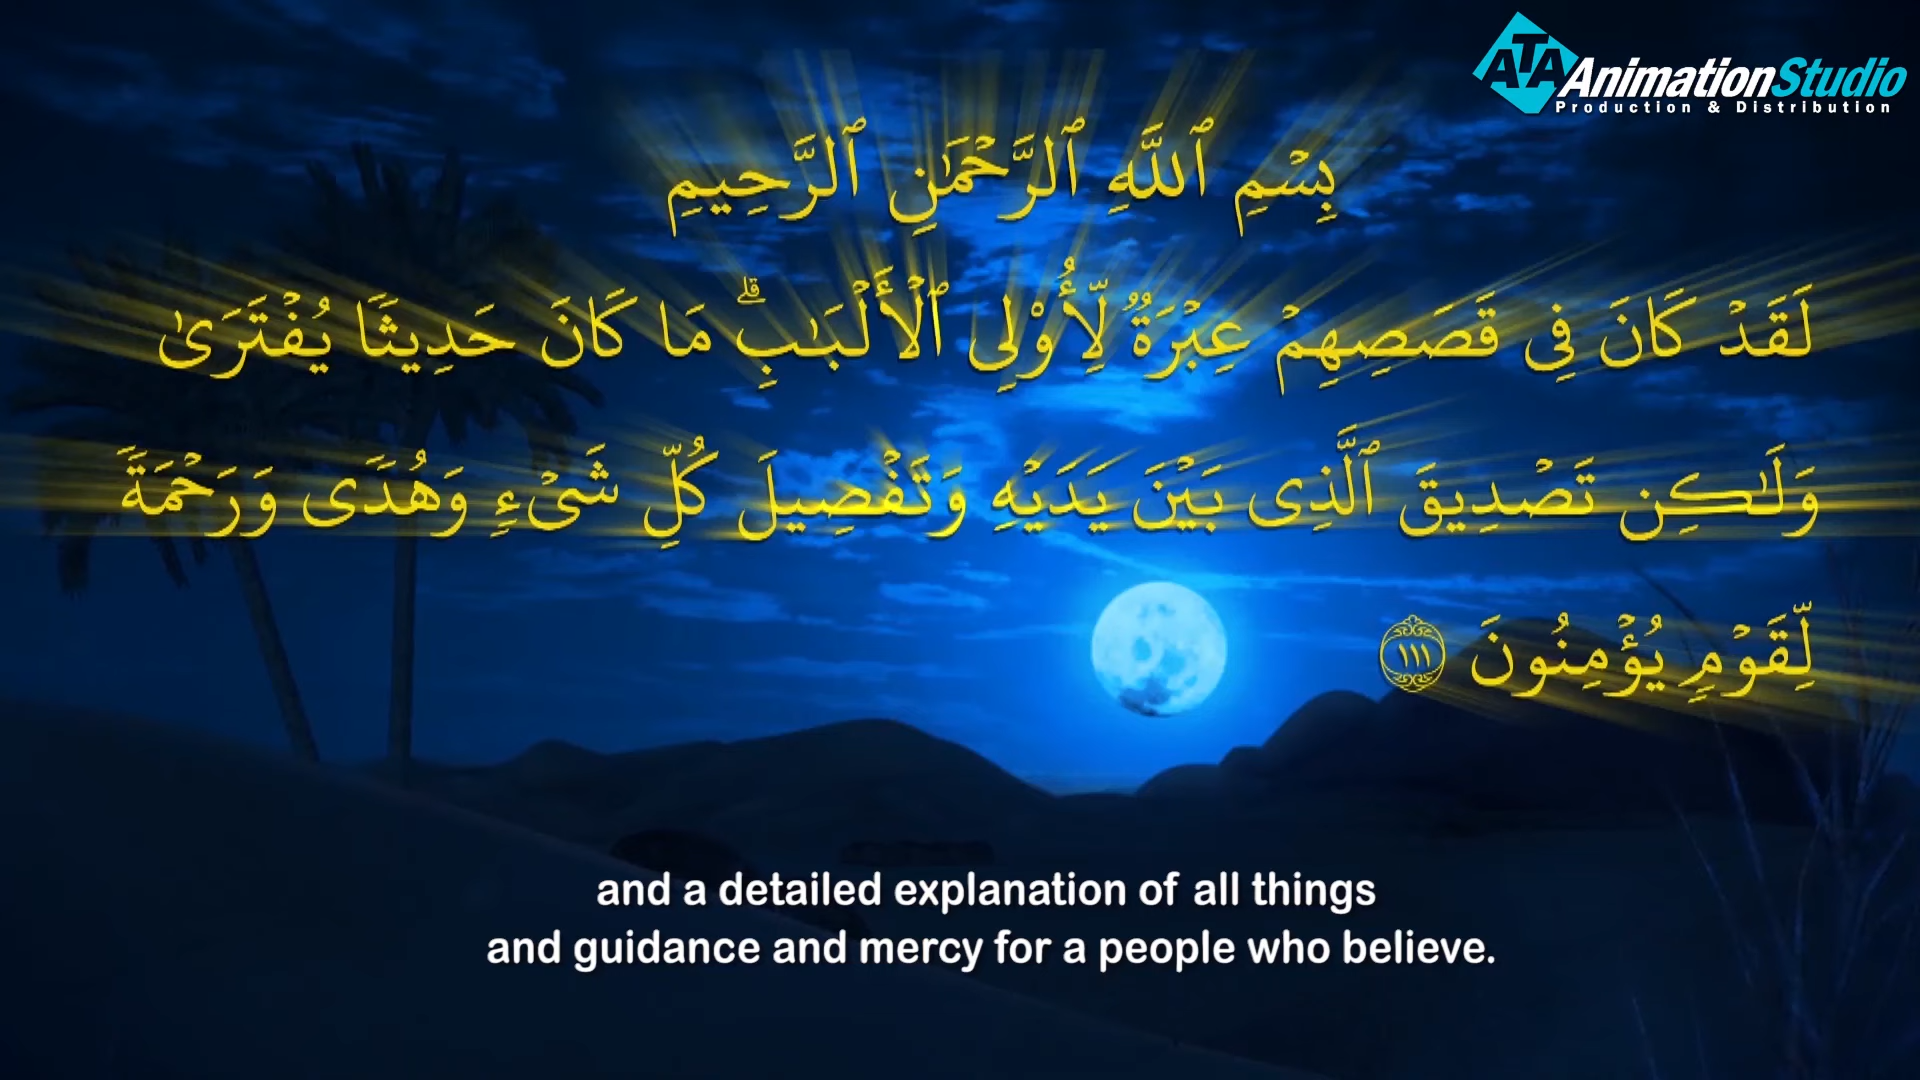 ATA AnimationStudio
Production & Distribution
بِسْمِ ٱللَّهِ ٱلرَّحْمَٰنِ ٱلرَّحِيمِ
لَقَدْ كَانَ فِى قَصَصِهِمْ عِبْرَةٌ لِّأُو۟لِى ٱلْأَلْبَٰبِ ۗ مَا كَانَ حَدِيثًا يُفْتَرَىٰ
وَلَٰكِن تَصْدِيقَ ٱلَّذِى بَيْنَ يَدَيْهِ وَتَفْصِيلَ كُلِّ شَىْءٍ وَهُدًى وَرَحْمَةً
لِّقَوْمٍ يُؤْمِنُونَ ١١١
and a detailed explanation of all things
and guidance and mercy for a people who believe.